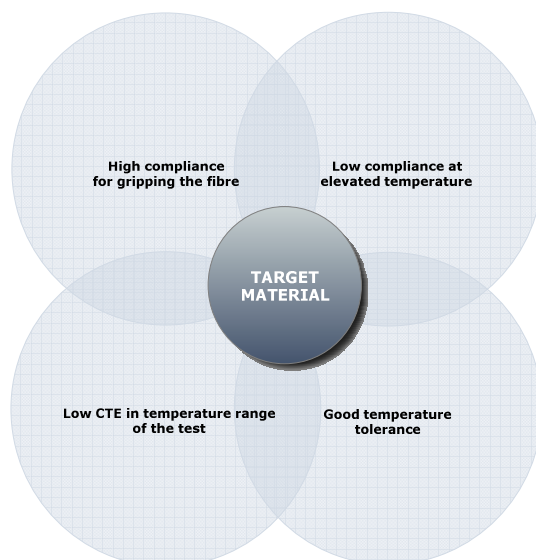 High compliance
for gripping the fibre
Low compliance at
elevated temperature
TARGET
MATERIAL
Low CTE in temperature range
of the test
Good temperature
tolerance